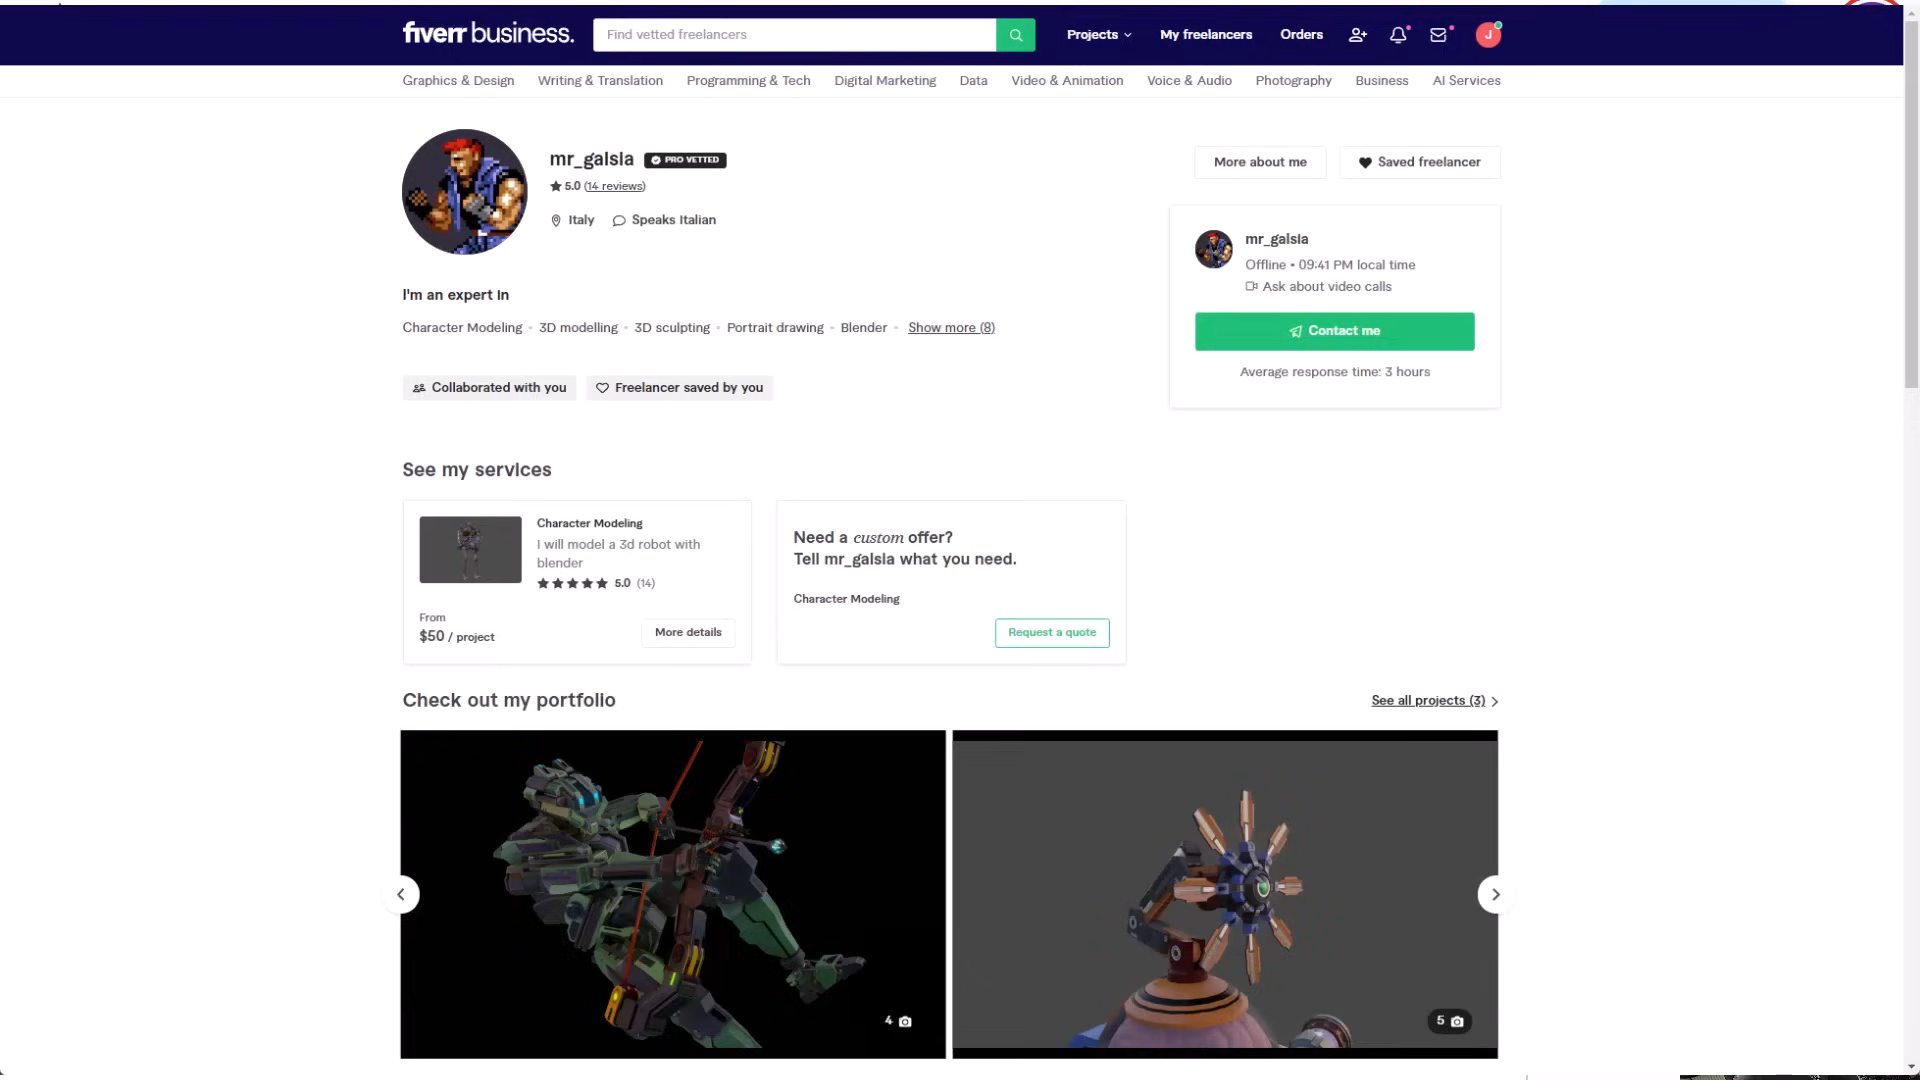 fiverr business.
Find vetted freelancers
Projects
My freelancers
Orders
J
Graphics & Design
Writing & Translation
Programming & Tech
Digital Marketing
Data
Video & Animation
Voice & Audio
Photography
Business
AI Services
mr_galsia
PRO VETTED
5.0 (14 reviews)
Italy
Speaks Italian
More about me
Saved freelancer
mr_galsia
Offline • 09:41 PM local time
Ask about video calls
Contact me
Average response time: 3 hours
I'm an expert in
Character Modeling • 3D modelling • 3D sculpting • Portrait drawing • Blender • Show more (8)
Collaborated with you
Freelancer saved by you
See my services
Character Modeling
I will model a 3d robot with
blender
5.0 (14)
From
$50 / project
More details
Need a custom offer?
Tell mr_galsia what you need.
Character Modeling
Request a quote
Check out my portfolio
See all projects (3)
4
5